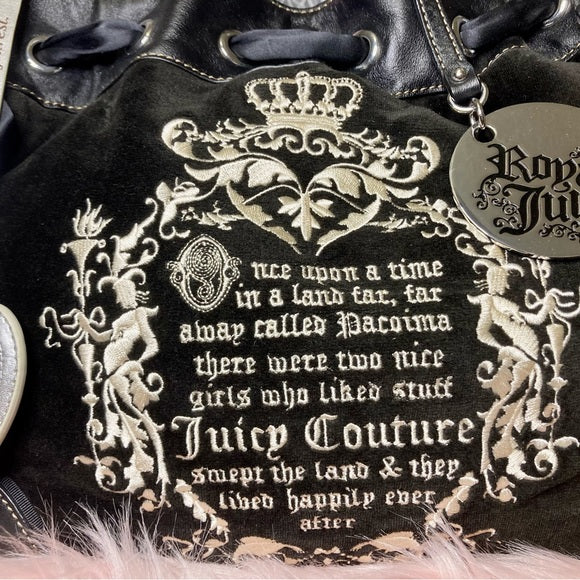 Once upon a time
in a land far, far
away called Pacoima
there were two nice
girls who liked stuff
Juicy Couture
swept the land & they
lived happily ever
after
Roy
Jui